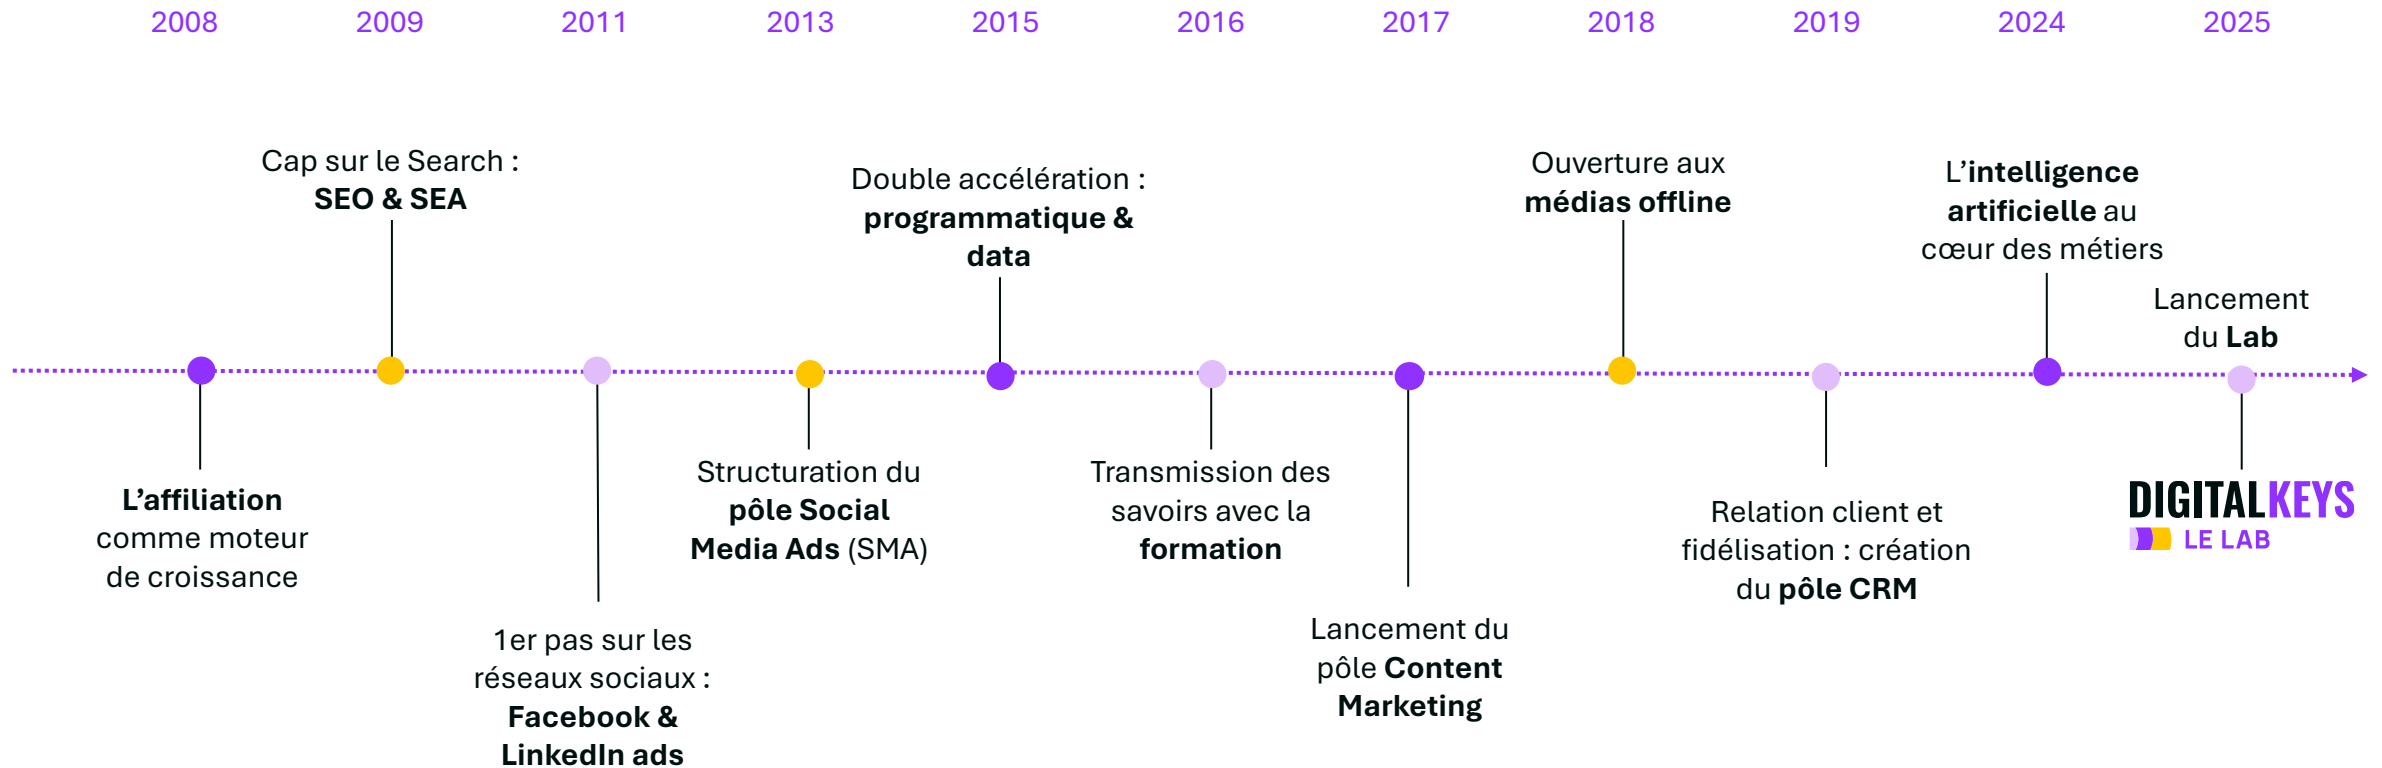 2008 2009 2011 2013 2015 2016 2017 2018 2019 2024 2025
L’affiliation
comme moteur
de croissance
Cap sur le Search :
SEO & SEA
1er pas sur les
réseaux sociaux :
Facebook &
LinkedIn ads
Structuration du
pôle Social
Media Ads (SMA)
Double accélération :
programmatique &
data
Transmission des
savoirs avec la
formation
Lancement du
pôle Content
Marketing
Ouverture aux
médias offline
Relation client et
fidélisation : création
du pôle CRM
L’intelligence
artificielle au
cœur des métiers
Lancement
du Lab
DIGITALKEYS
LE LAB